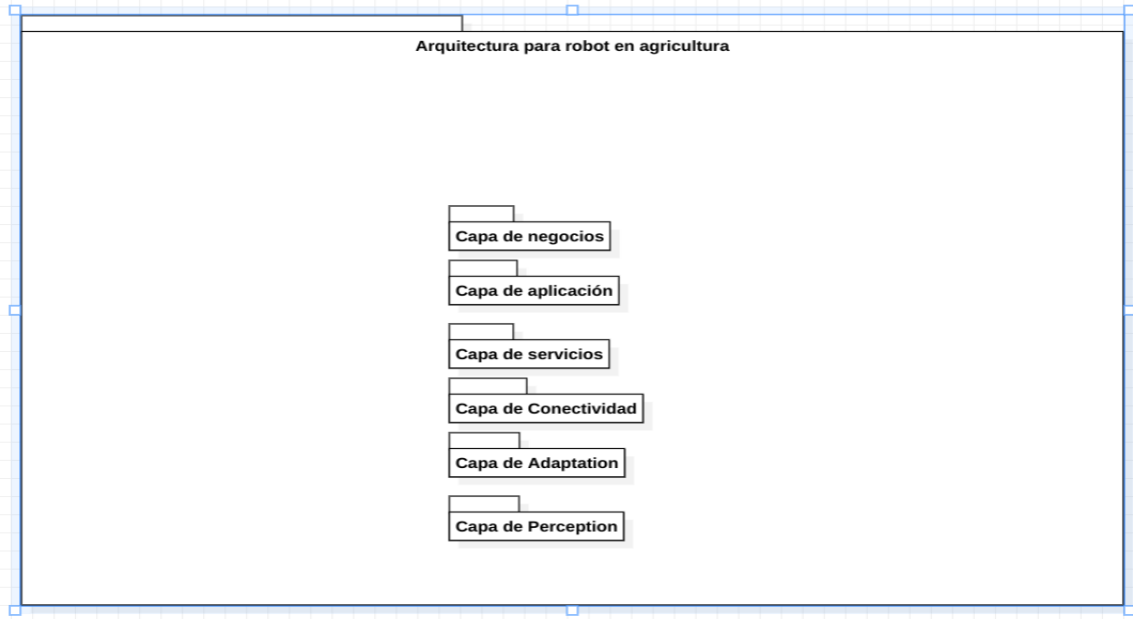 Arquitectura para robot en agricultura
Capa de negocios
Capa de aplicación
Capa de servicios
Capa de Conectividad
Capa de Adaptation
Capa de Perception